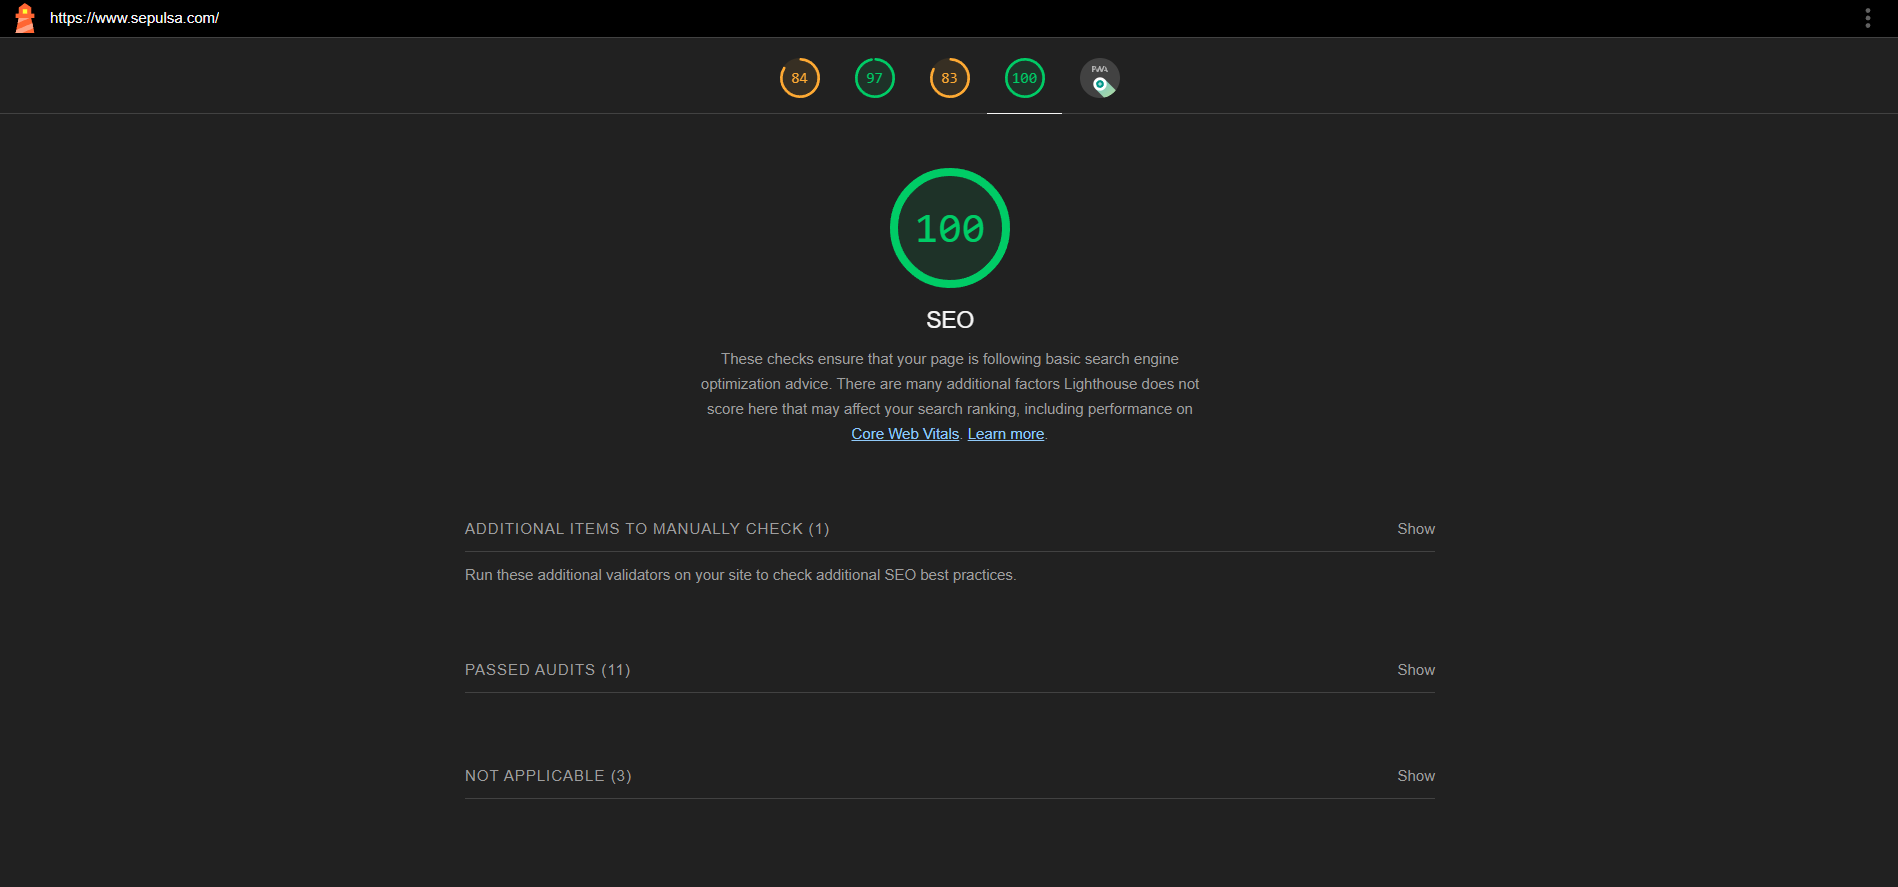 https://www.sepulsa.com/
84 97 83 100 PWA
100
SEO
These checks ensure that your page is following basic search engine
optimization advice. There are many additional factors Lighthouse does not
score here that may affect your search ranking, including performance on
Core Web Vitals. Learn more.
ADDITIONAL ITEMS TO MANUALLY CHECK (1) Show
Run these additional validators on your site to check additional SEO best practices.
PASSED AUDITS (11) Show
NOT APPLICABLE (3) Show